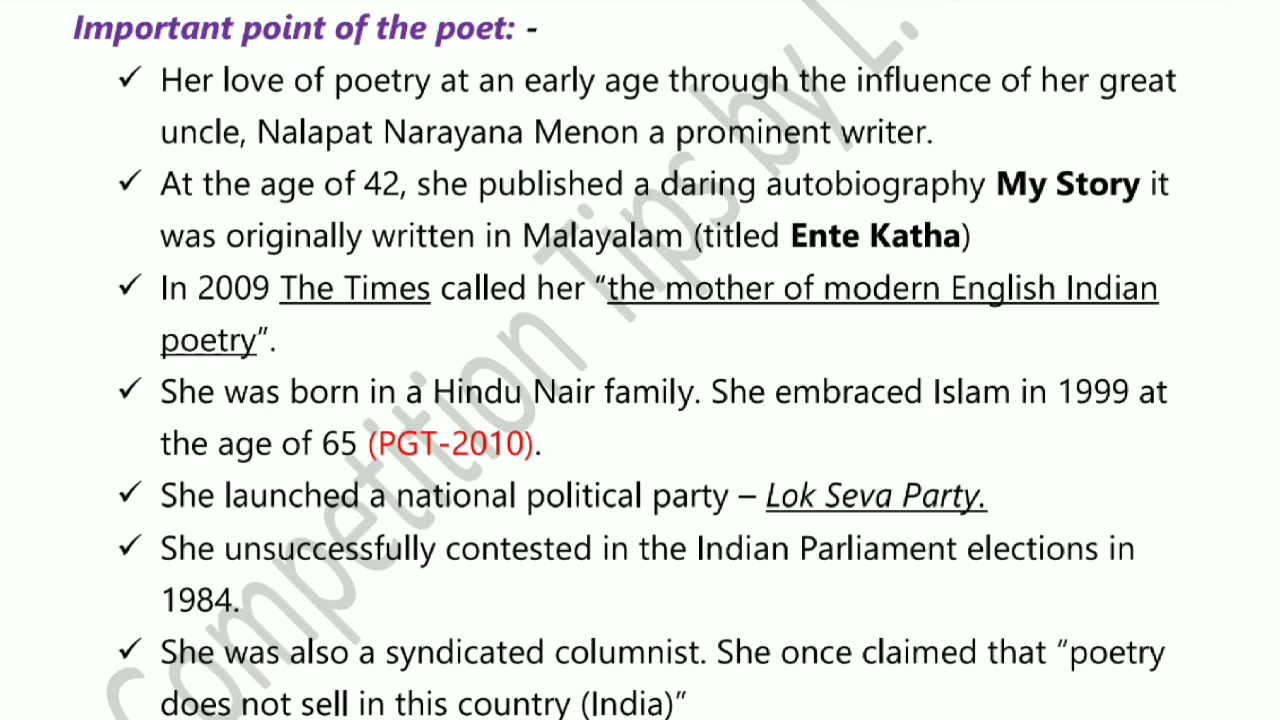 Important point of the poet: -
✓ Her love of poetry at an early age through the influence of her great
uncle, Nalapat Narayana Menon a prominent writer.
✓ At the age of 42, she published a daring autobiography My Story it
was originally written in Malayalam (titled Ente Katha)
✓ In 2009 The Times called her “the mother of modern English Indian
poetry”.
✓ She was born in a Hindu Nair family. She embraced Islam in 1999 at
the age of 65 (PGT-2010).
✓ She launched a national political party – Lok Seva Party.
✓ She unsuccessfully contested in the Indian Parliament elections in
1984.
✓ She was also a syndicated columnist. She once claimed that “poetry
does not sell in this country (India)”
Competition Tips by L.